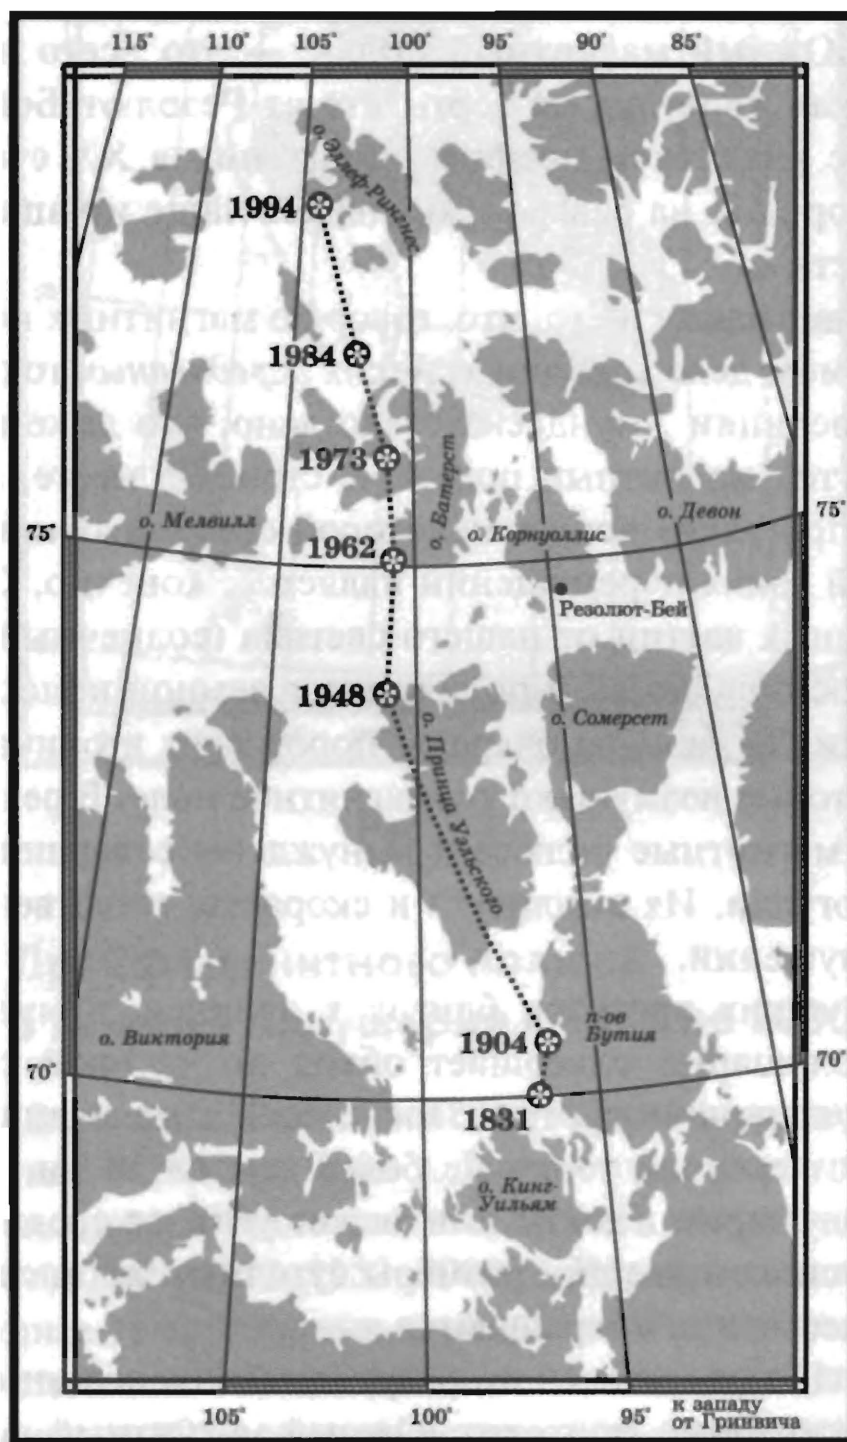 115° 110° 105° 100° 95° 90° 85°
о. Эллеф-Рингнес
1994
1984
1973
о. Батерст
о. Мелвилл
о. Корнуоллис
о. Девон
75°
75°
1962
Резолют-Бей
1948
о. Принца Уэльского
о. Сомерсет
о. Виктория
1904
п-ов
Бутия
70°
70°
1831
о. Кинг-
Уильям
105° 100° 95°
к западу
от Гринвича